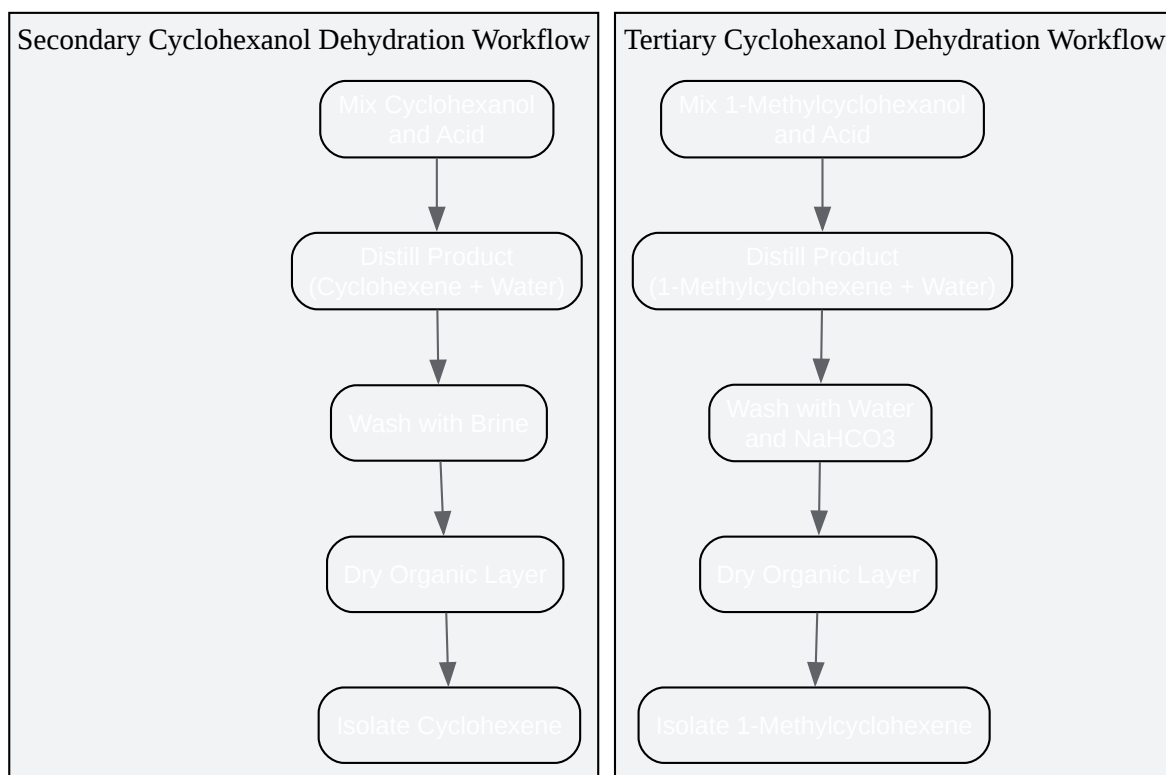 Secondary Cyclohexanol Dehydration Workflow
Mix Cyclohexanol
and Acid
Distill Product
(Cyclohexene + Water)
Wash with Brine
Dry Organic Layer
Isolate Cyclohexene
Tertiary Cyclohexanol Dehydration Workflow
Mix 1-Methylcyclohexanol
and Acid
Distill Product
(1-Methylcyclohexene + Water)
Wash with Water
and NaHCO3
Dry Organic Layer
Isolate 1-Methylcyclohexene